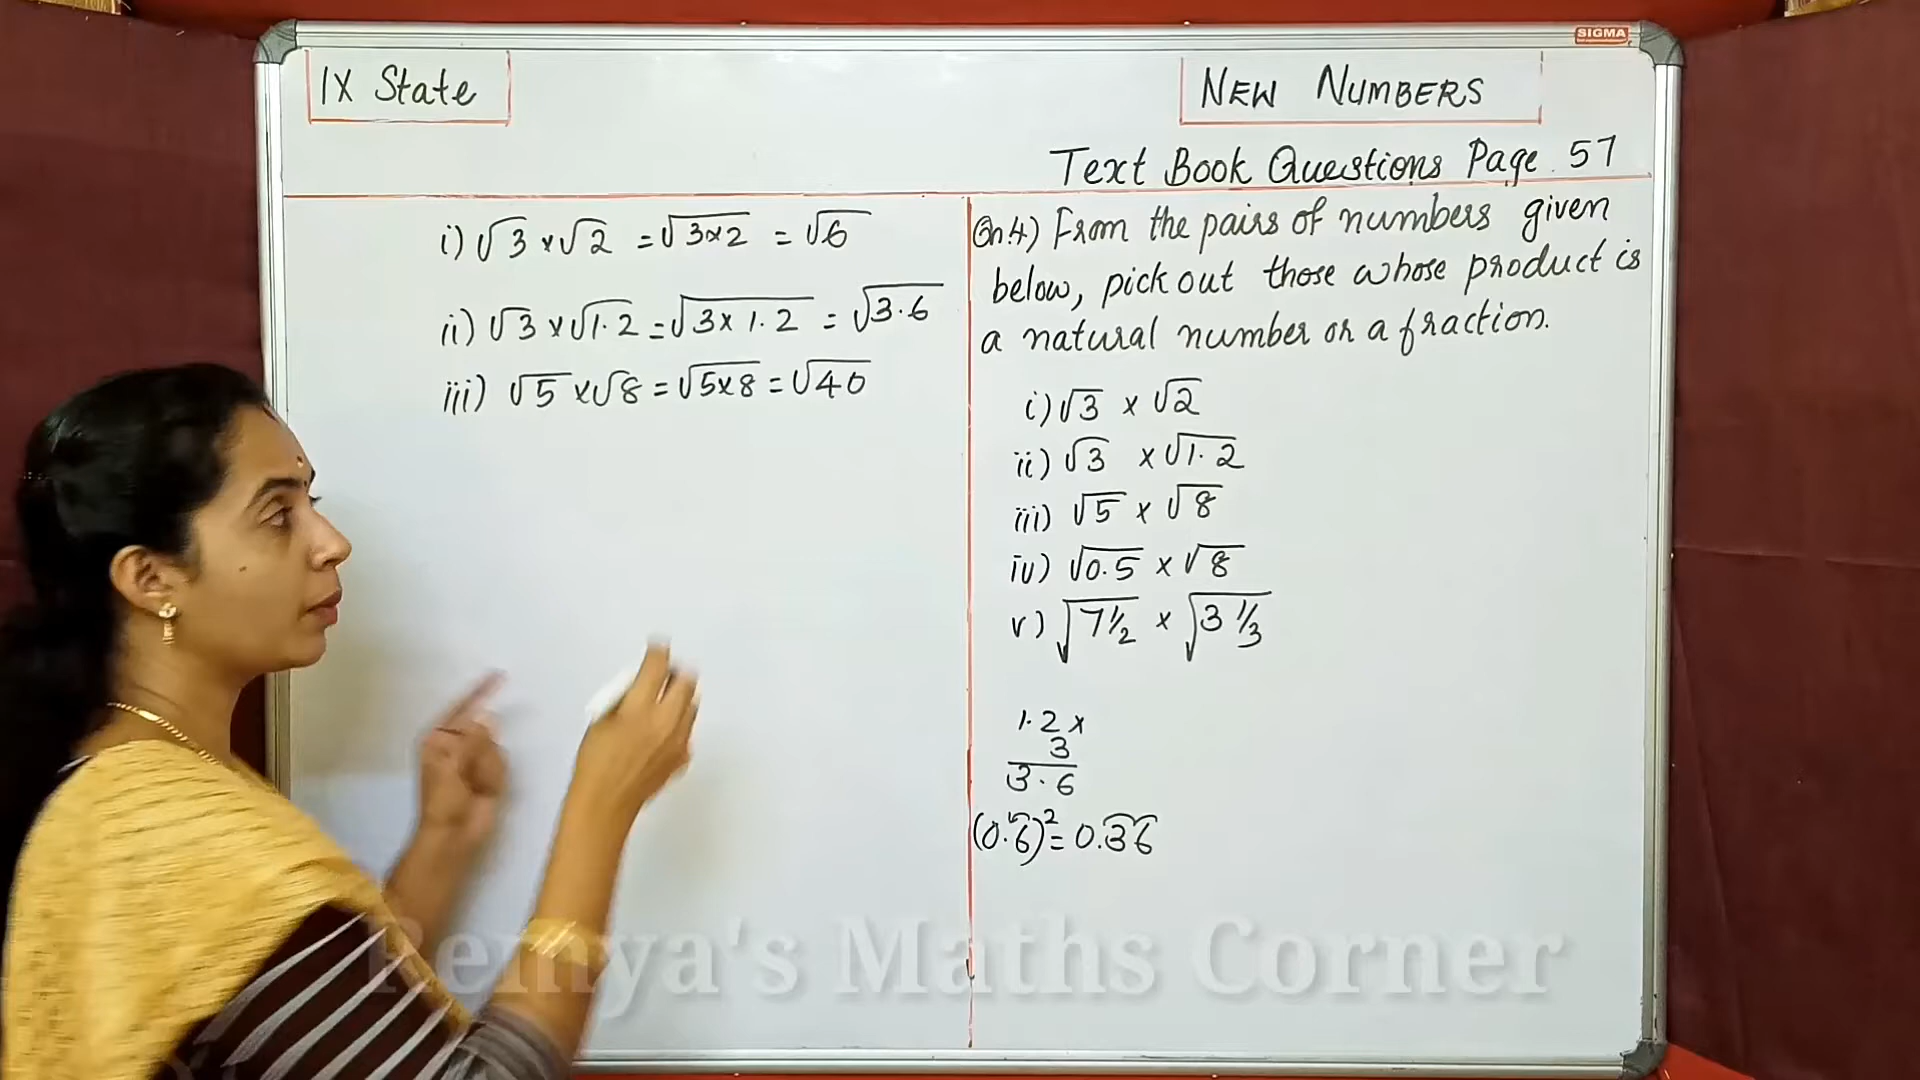 SIGMA
IX State
NEW NUMBERS
Text Book Questions Page. 57
i) √3 × √2 = √3×2 = √6
ii) √3 × √1.2 = √3 × 1.2 = √3.6
iii) √5 × √8 = √5×8 = √40
Qn.4) From the pairs of numbers given
below, pick out those whose product is
a natural number or a fraction.
i) √3 × √2
ii) √3 × √1.2
iii) √5 × √8
iv) √0.5 × √8
v) √7 1/2 × √3 1/3
1.2 ×
3
3.6
(0.6)² = 0.36
Remya's Maths Corner